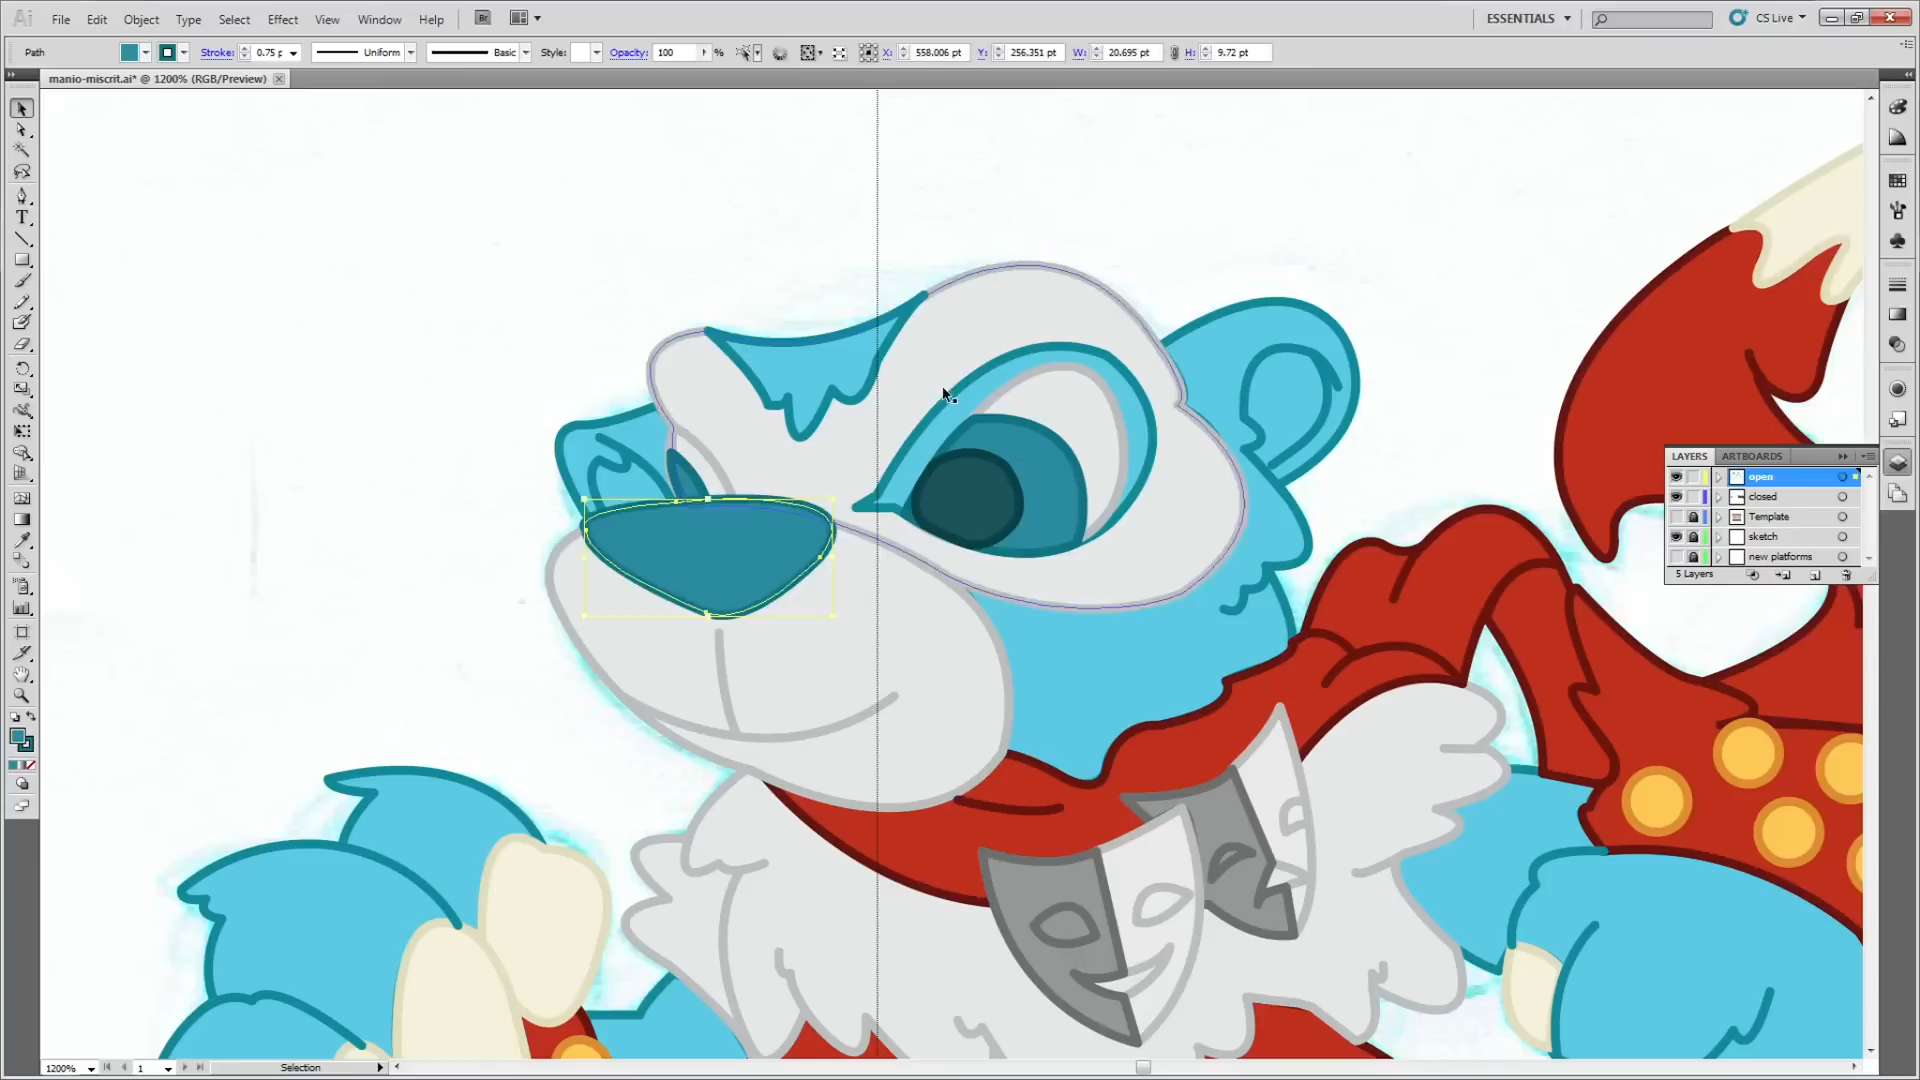 Ai File Edit Object Type Select Effect View Window Help Br ESSENTIALS CS Live
Path Stroke: 0.75 p Uniform Basic Style: Opacity: 100 % X: 558.006 pt Y: 256.351 pt W: 20.695 pt H: 9.72 pt
manio-miscrit.ai* @ 1200% (RGB/Preview)
T
LAYERS ARTBOARDS
open
closed
Template
sketch
new platforms
5 Layers
1200% 1 Selection